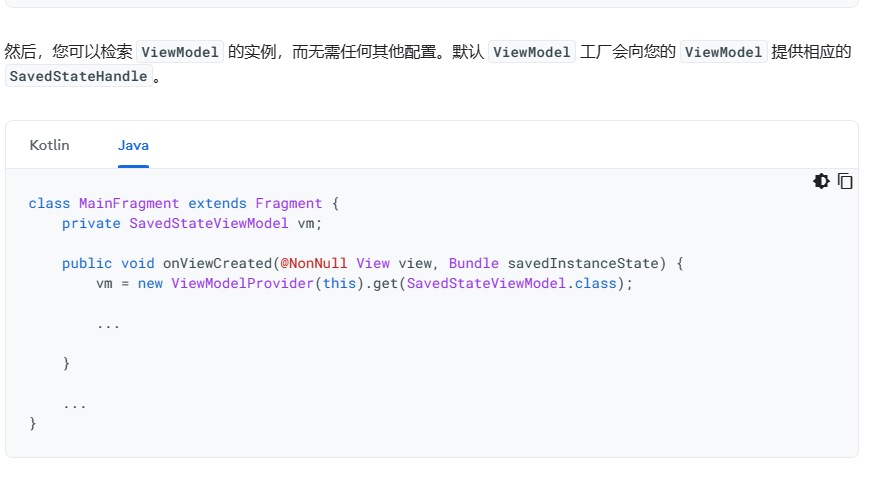 然后，您可以检索 ViewModel 的实例，而无需任何其他配置。默认 ViewModel 工厂会向您的 ViewModel 提供相应的
SavedStateHandle。
Kotlin Java
class MainFragment extends Fragment {
    private SavedStateViewModel vm;
    public void onViewCreated(@NonNull View view, Bundle savedInstanceState) {
        vm = new ViewModelProvider(this).get(SavedStateViewModel.class);
        ...
    }
    ...
}